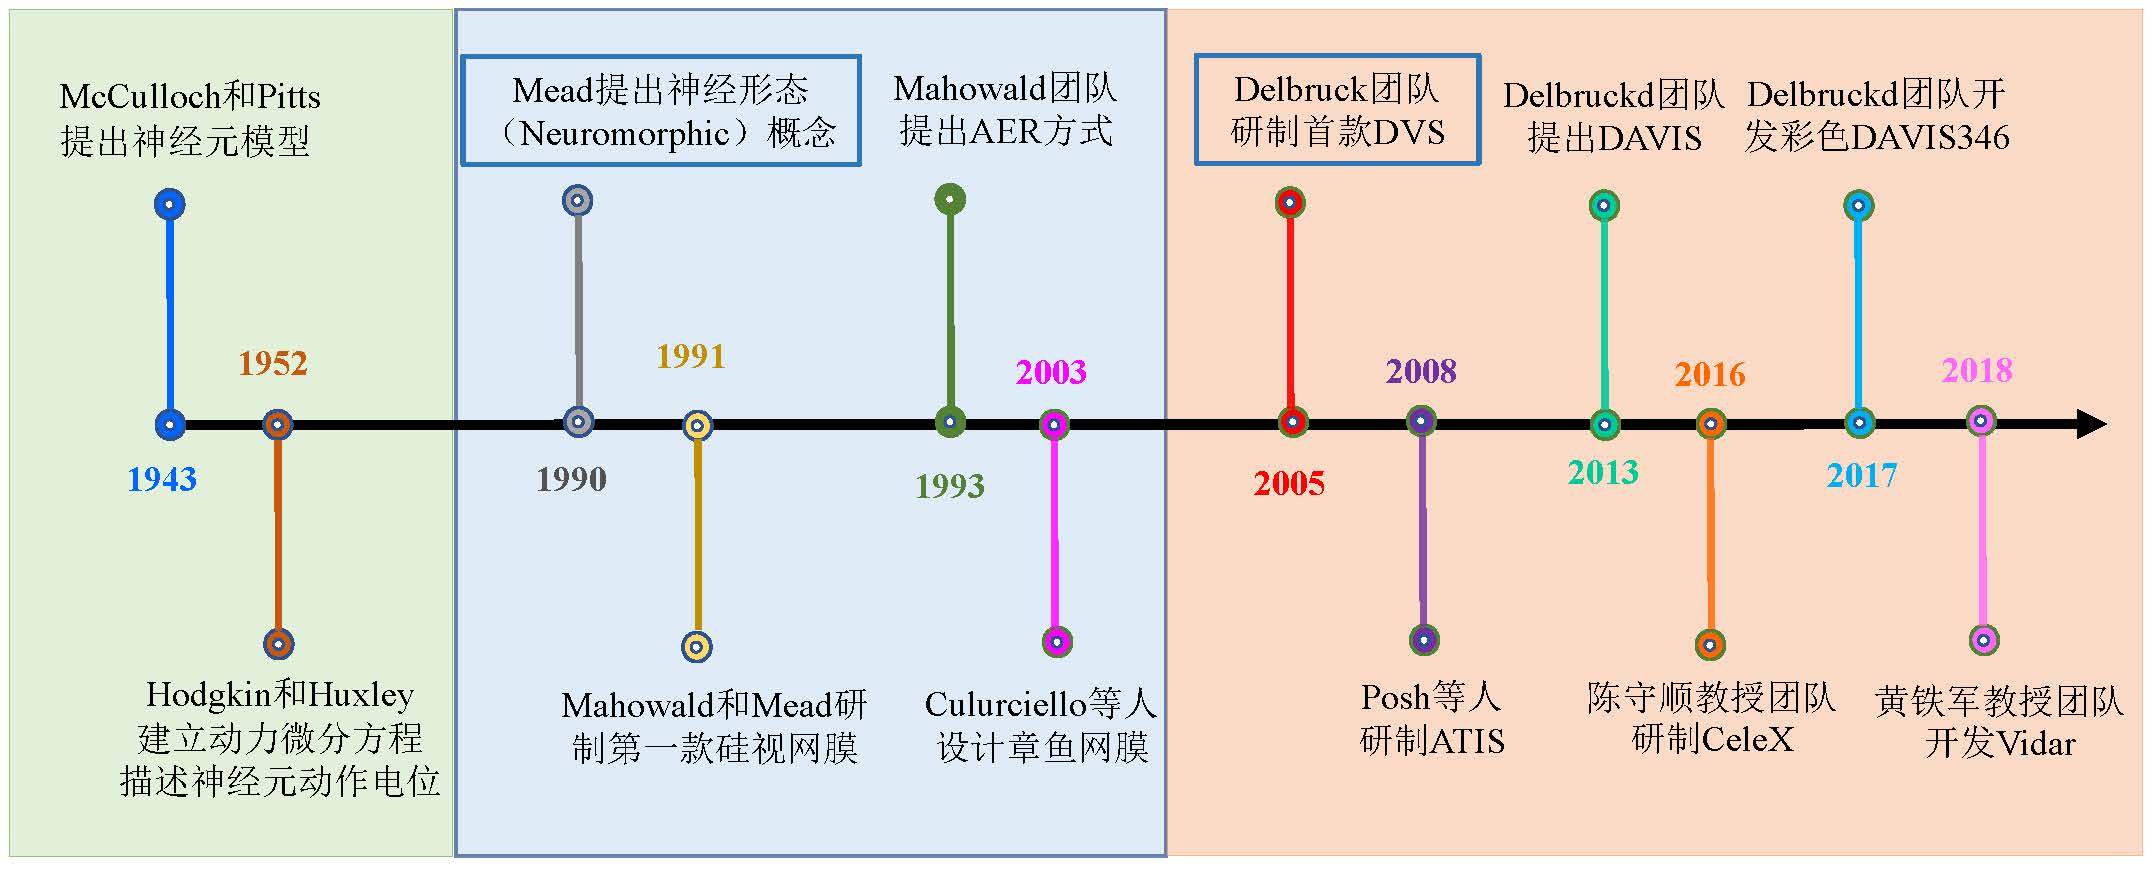 McCulloch和Pitts
提出神经元模型
Mead提出神经形态
（Neuromorphic）概念
Mahowald团队
提出AER方式
Delbruck团队
研制首款DVS
Delbruckd团队
提出DAVIS
Delbruckd团队开
发彩色DAVIS346
1952
1991
2003
2008
2016
2018
1943
1990
1993
2005
2013
2017
Hodgkin和Huxley
建立动力微分方程
描述神经元动作电位
Mahowald和Mead研
制第一款硅视网膜
Culurciello等人
设计章鱼网膜
Posh等人
研制ATIS
陈守顺教授团队
研制CeleX
黄铁军教授团队
开发Vidar